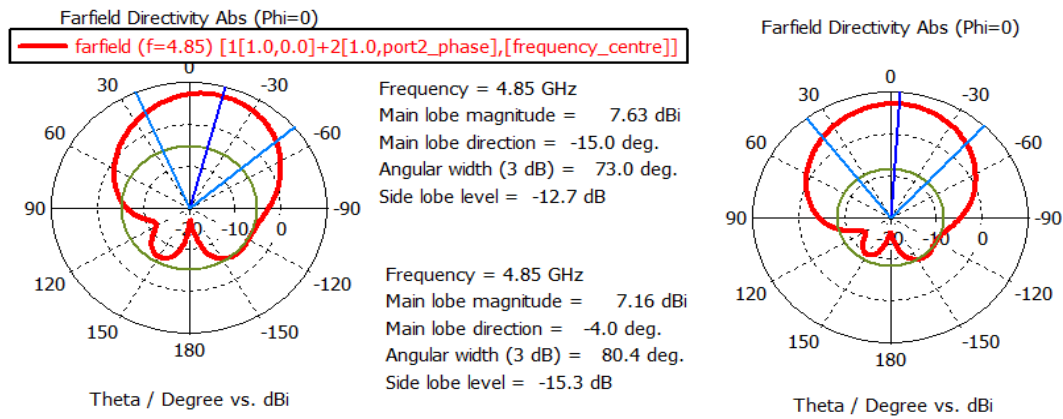 Farfield Directivity Abs (Phi=0)
farfield (f=4.85) [1[1.0,0.0]+2[1.0,port2_phase],[frequency_centre]]
0
30
-30
60
-60
90
-90
-10
0
120
-120
150
-150
180
Theta / Degree vs. dBi
Frequency = 4.85 GHz
Main lobe magnitude = 7.63 dBi
Main lobe direction = -15.0 deg.
Angular width (3 dB) = 73.0 deg.
Side lobe level = -12.7 dB
Frequency = 4.85 GHz
Main lobe magnitude = 7.16 dBi
Main lobe direction = -4.0 deg.
Angular width (3 dB) = 80.4 deg.
Side lobe level = -15.3 dB
Farfield Directivity Abs (Phi=0)
0
30
-30
60
-60
90
-90
-10
0
120
-120
150
-150
180
Theta / Degree vs. dBi